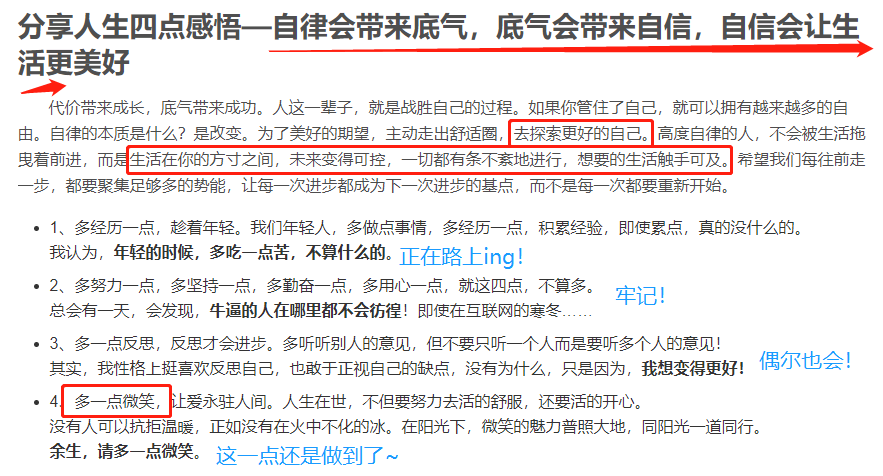 分享人生四点感悟—自律会带来底气，底气会带来自信，自信会让生
活更美好
代价带来成长，底气带来成功。人这一辈子，就是战胜自己的过程。如果你管住了自己，就可以拥有越来越多的自
由。自律的本质是什么？是改变。为了美好的期望，主动走出舒适圈，去探索更好的自己。高度自律的人，不会被生活拖
曳着前进，而是生活在你的方寸之间，未来变得可控，一切都有条不紊地进行，想要的生活触手可及。希望我们每往前走
一步，都要聚集足够多的势能，让每一次进步都成为下一次进步的基点，而不是每一次都要重新开始。
1、多经历一点，趁着年轻。我们年轻人，多做点事情，多经历一点，积累经验，即使累点，真的没什么的。
我认为，年轻的时候，多吃一点苦，不算什么的。正在路上ing！
2、多努力一点，多坚持一点，多勤奋一点，多用心一点，就这四点，不算多。
总会有一天，会发现，牛逼的人在哪里都不会彷徨！即使在互联网的寒冬…… 牢记！
3、多一点反思，反思才会进步。多听听别人的意见，但不要只听一个人而是要听多个人的意见！
其实，我性格上挺喜欢反思自己，也敢于正视自己的缺点，没有为什么，只是因为，我想变得更好！ 偶尔也会！
4、多一点微笑，让爱永驻人间。人生在世，不但要努力去活的舒服，还要活的开心。
没有人可以抗拒温暖，正如没有在火中不化的冰。在阳光下，微笑的魅力普照大地，同阳光一道同行。
余生，请多一点微笑。 这一点还是做到了~